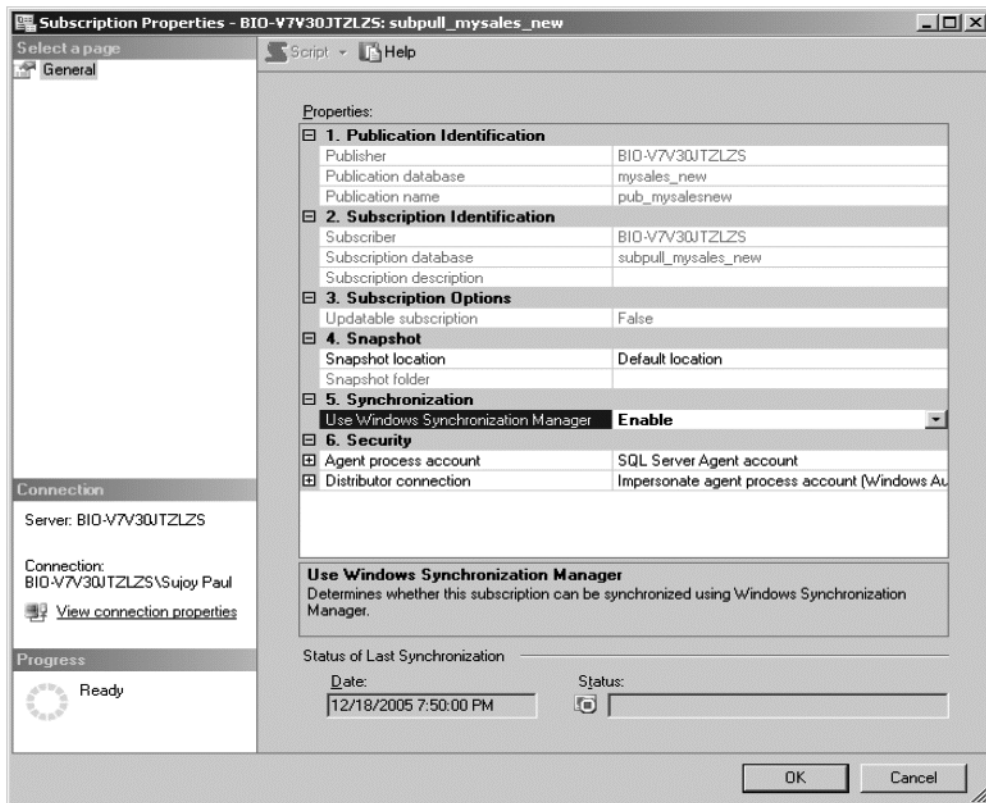 Subscription Properties - BIO-V7V30JTZLZS: subpull_mysales_new
Select a page
General
Script
Help
Properties:
1. Publication Identification
Publisher BIO-V7V30JTZLZS
Publication database mysales_new
Publication name pub_mysalesnew
2. Subscription Identification
Subscriber BIO-V7V30JTZLZS
Subscription database subpull_mysales_new
Subscription description
3. Subscription Options
Updatable subscription False
4. Snapshot
Snapshot location Default location
Snapshot folder
5. Synchronization
Use Windows Synchronization Manager Enable
6. Security
Agent process account SQL Server Agent account
Distributor connection Impersonate agent process account (Windows Au
Use Windows Synchronization Manager
Determines whether this subscription can be synchronized using Windows Synchronization
Manager.
Status of Last Synchronization
Date: Status:
12/18/2005 7:50:00 PM
Connection
Server: BIO-V7V30JTZLZS
Connection:
BIO-V7V30JTZLZS\Sujoy Paul
View connection properties
Progress
Ready
OK Cancel